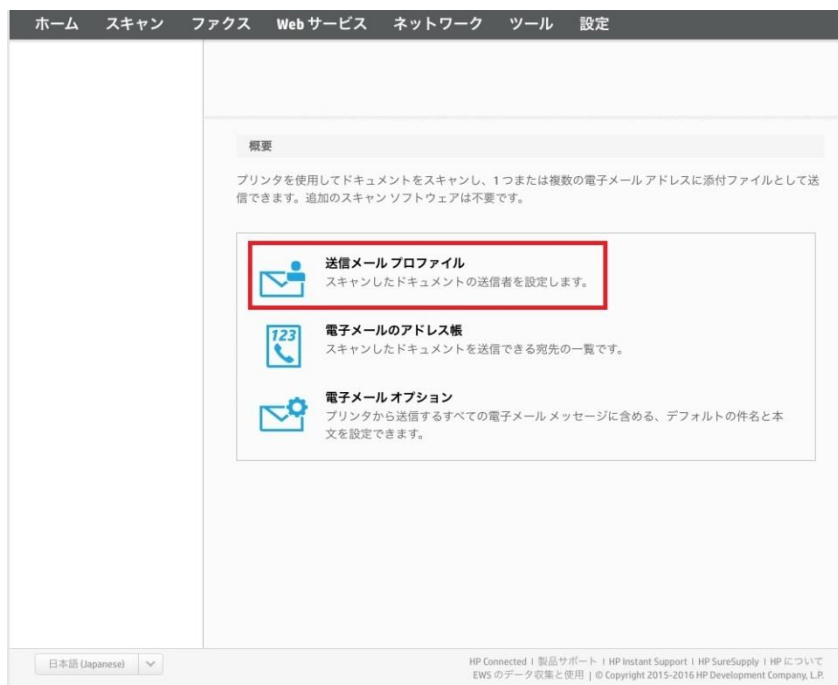 ホーム スキャン ファクス Web サービス ネットワーク ツール 設定
概要
プリンタを使用してドキュメントをスキャンし、1 つまたは複数の電子メール アドレスに添付ファイルとして送
信できます。追加のスキャン ソフトウェアは不要です。
送信メール プロファイル
スキャンしたドキュメントの送信者を設定します。
123
電子メールのアドレス帳
スキャンしたドキュメントを送信できる宛先の一覧です。
電子メール オプション
プリンタから送信するすべての電子メール メッセージに含める、デフォルトの件名と本
文を設定できます。
日本語 (Japanese)
HP Connected | 製品サポート | HP Instant Support | HP SureSupply | HP について
EWS のデータ収集と使用 | © Copyright 2015-2016 HP Development Company, L.P.